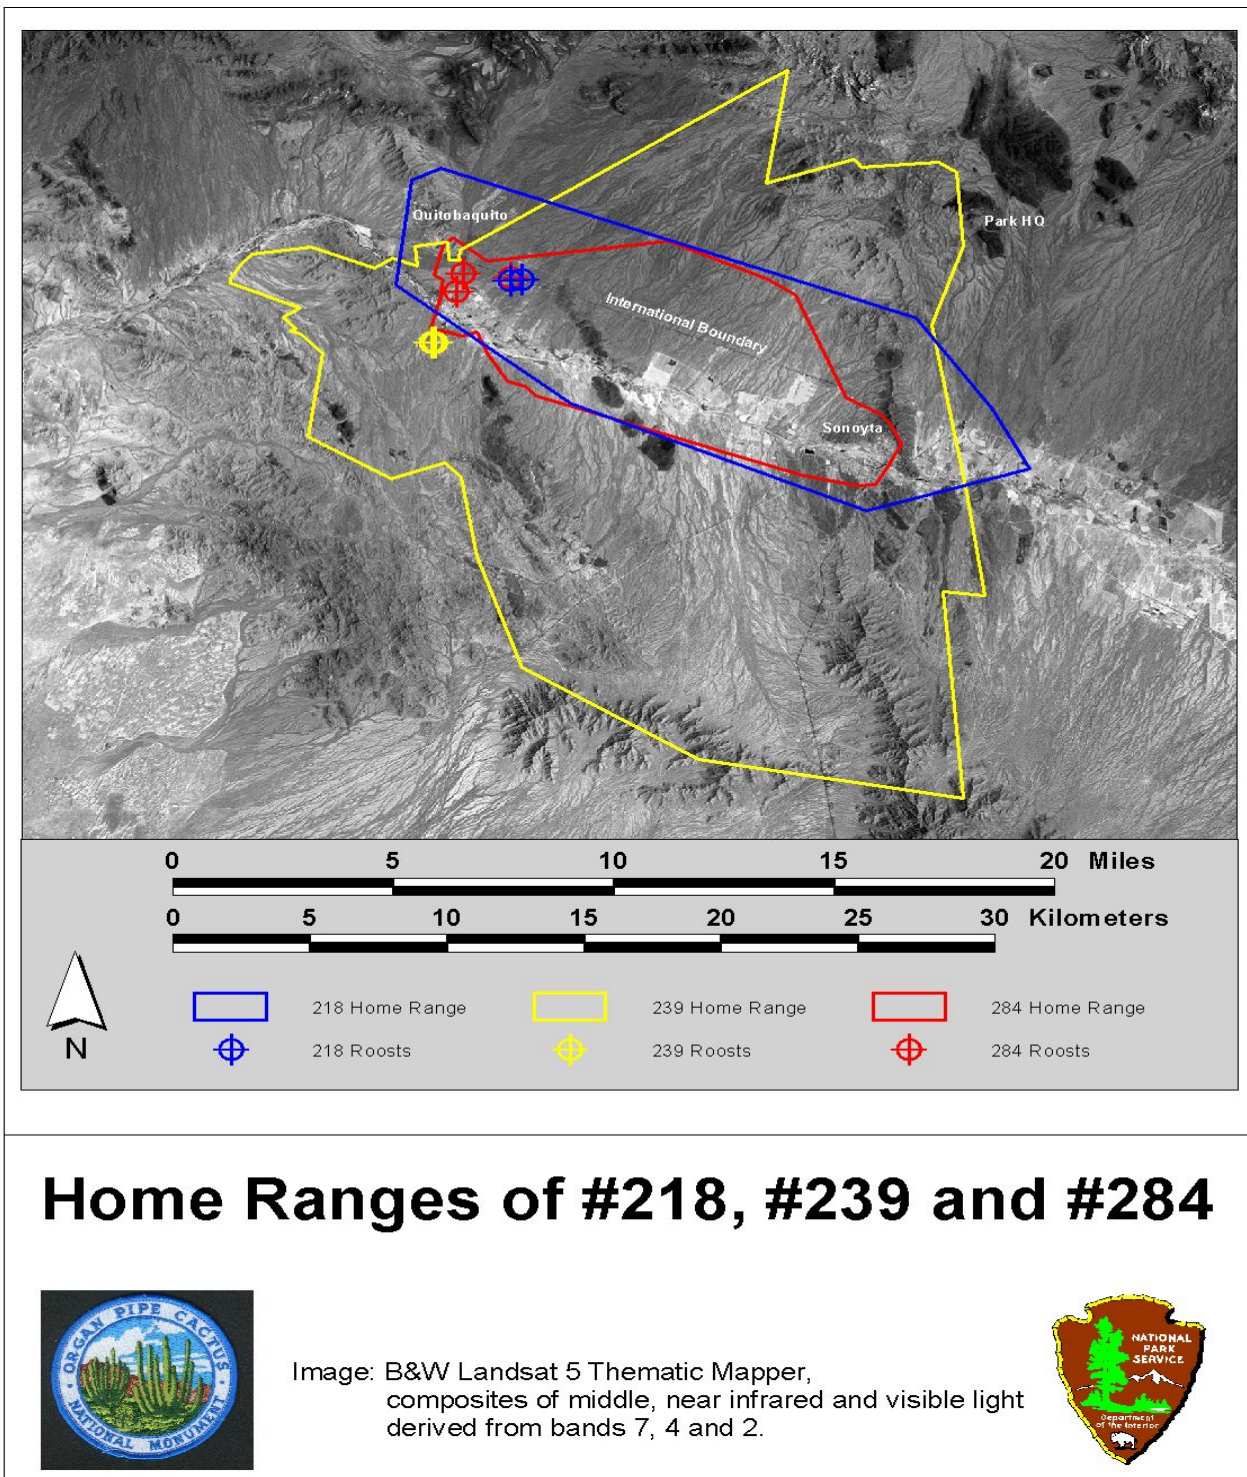 Quitobaquito
Park HQ
International Boundary
Sonoyta
0 5 10 15 20 Miles
0 5 10 15 20 25 30 Kilometers
N
218 Home Range 239 Home Range 284 Home Range
218 Roosts 239 Roosts 284 Roosts
Home Ranges of #218, #239 and #284
ORGAN PIPE CACTUS
NATIONAL MONUMENT
Image: B&W Landsat 5 Thematic Mapper,
composites of middle, near infrared and visible light
derived from bands 7, 4 and 2.
NATIONAL
PARK
SERVICE
Department
of the Interior